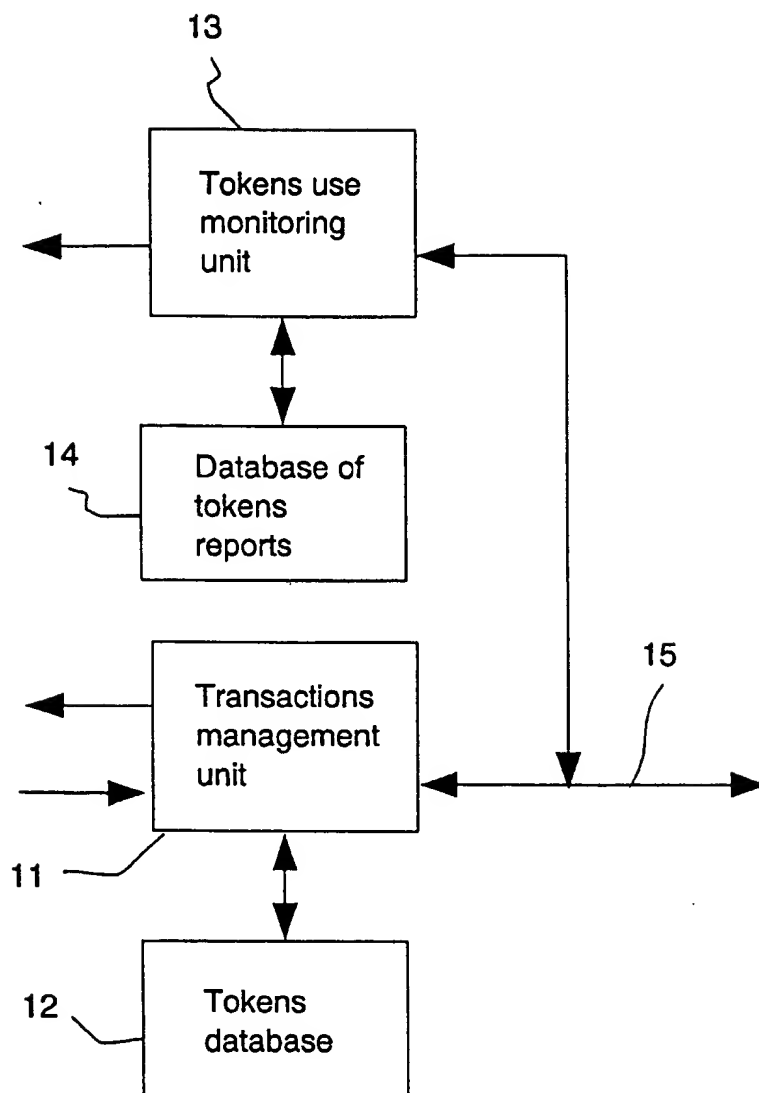 13
Tokens use
monitoring
unit
14
Database of
tokens
reports
15
Transactions
management
unit
11
12
Tokens
database